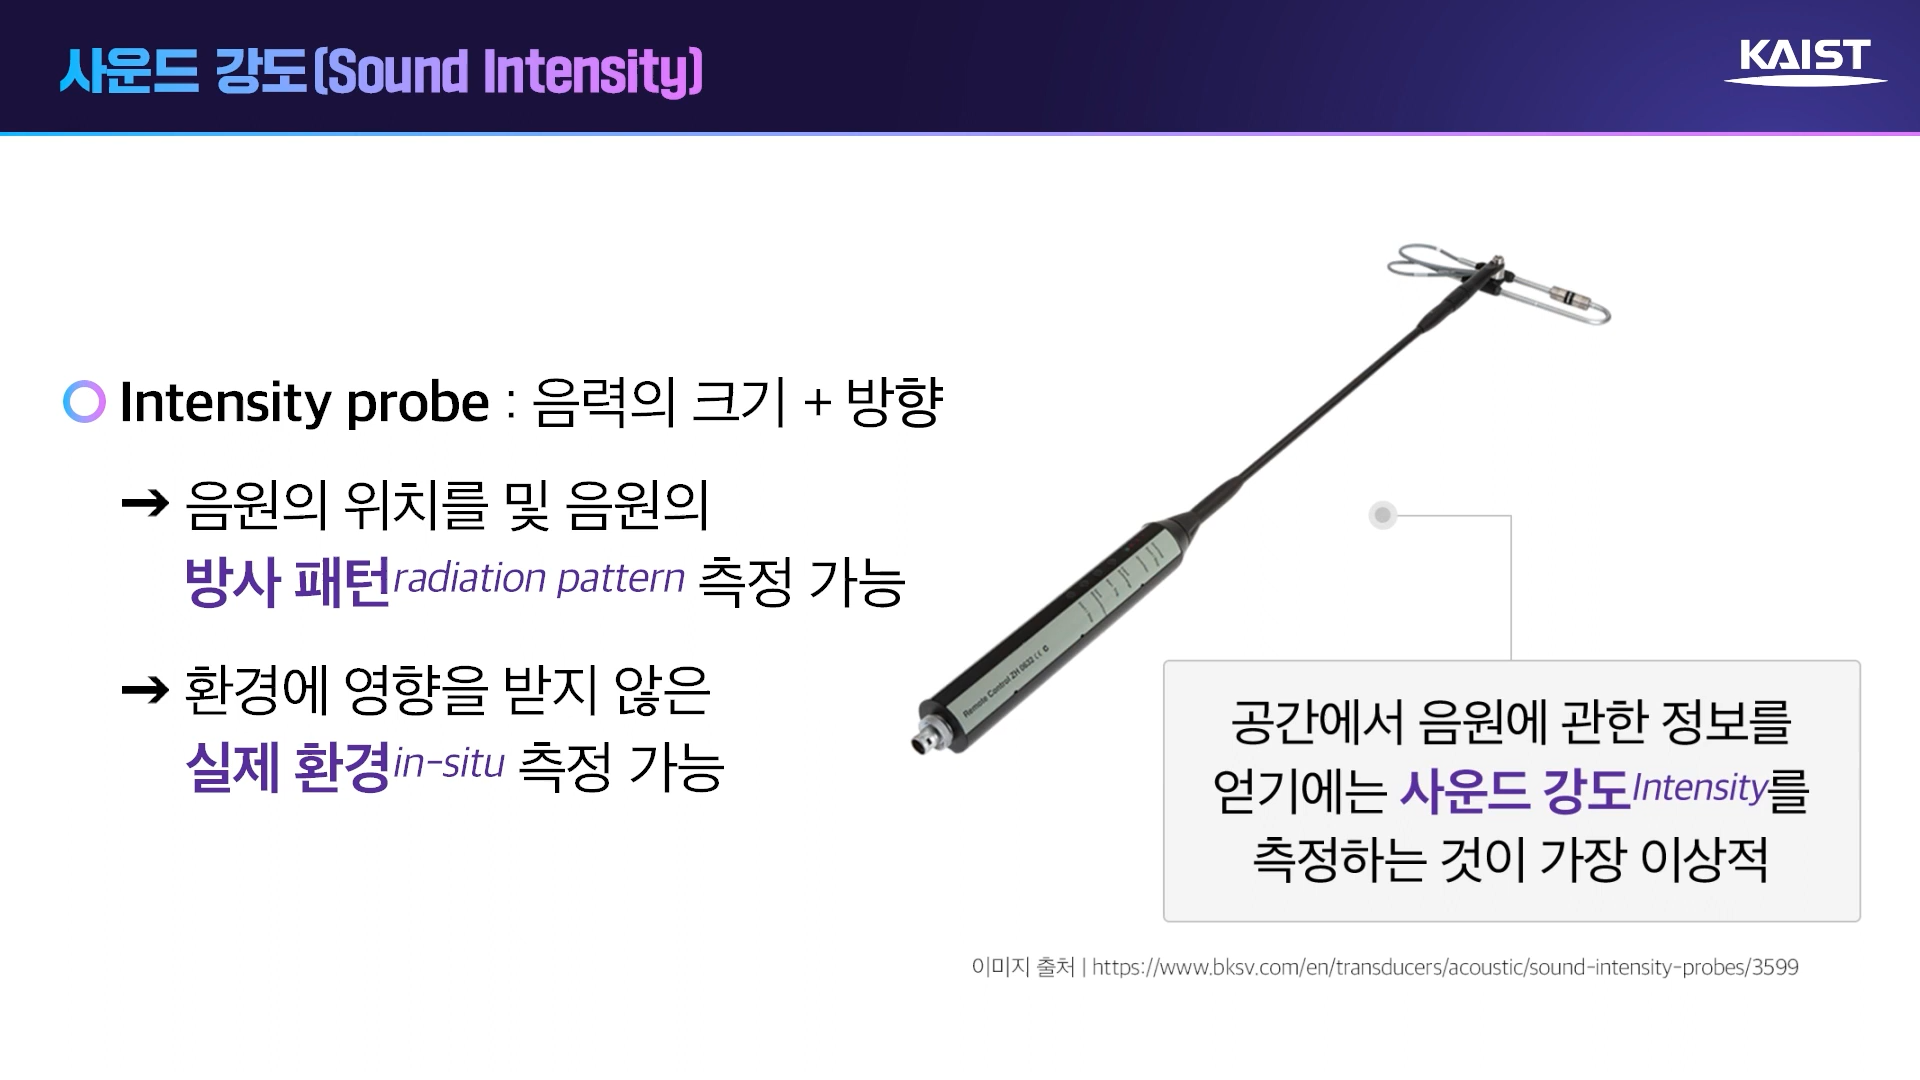 사운드 강도(Sound Intensity)
KAIST
Intensity probe : 음력의 크기 + 방향
→ 음원의 위치를 및 음원의
방사 패턴radiation pattern 측정 가능
→ 환경에 영향을 받지 않은
실제 환경in-situ 측정 가능
Remote Control ZH 0632 CE
공간에서 음원에 관한 정보를
얻기에는 사운드 강도Intensity를
측정하는 것이 가장 이상적
이미지 출처 | https://www.bksv.com/en/transducers/acoustic/sound-intensity-probes/3599